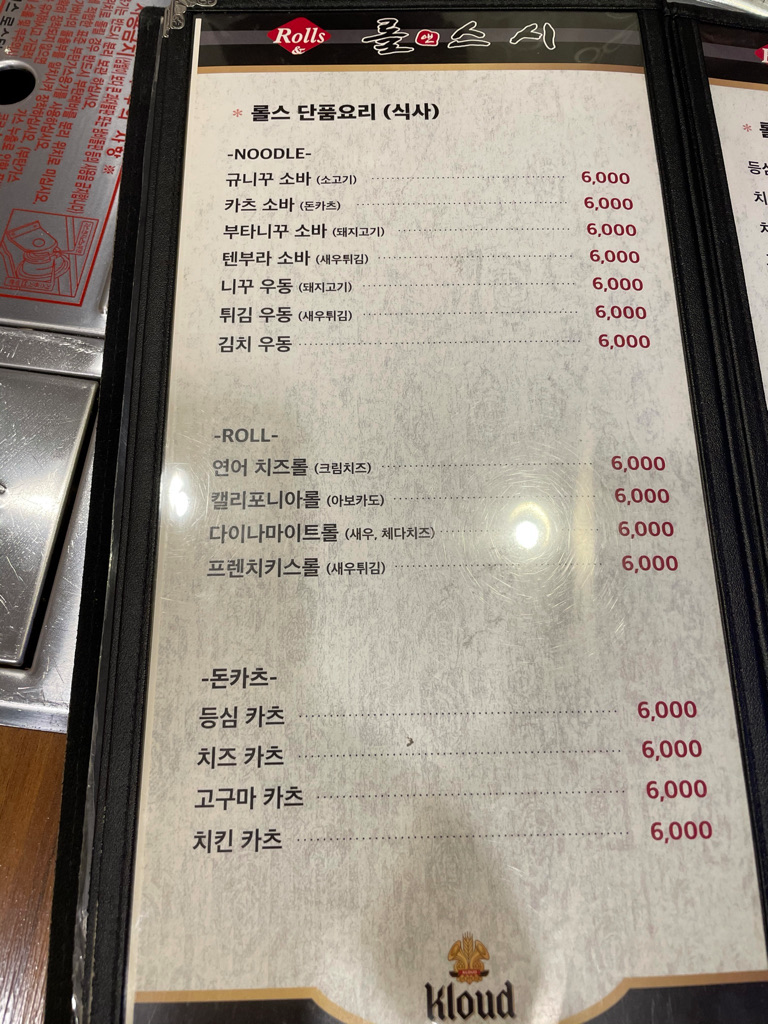 Rolls
&
롤앤스시
* 롤스 단품요리 (식사)
-NOODLE-
규니꾸 소바 (소고기) 6,000
카츠 소바 (돈카츠) 6,000
부타니꾸 소바 (돼지고기) 6,000
텐부라 소바 (새우튀김) 6,000
니꾸 우동 (돼지고기) 6,000
튀김 우동 (새우튀김) 6,000
김치 우동 6,000
-ROLL-
연어 치즈롤 (크림치즈) 6,000
캘리포니아롤 (아보카도) 6,000
다이나마이트롤 (새우, 체다치즈) 6,000
프렌치키스롤 (새우튀김) 6,000
-돈카츠-
등심 카츠 6,000
치즈 카츠 6,000
고구마 카츠 6,000
치킨 카츠 6,000
kloud